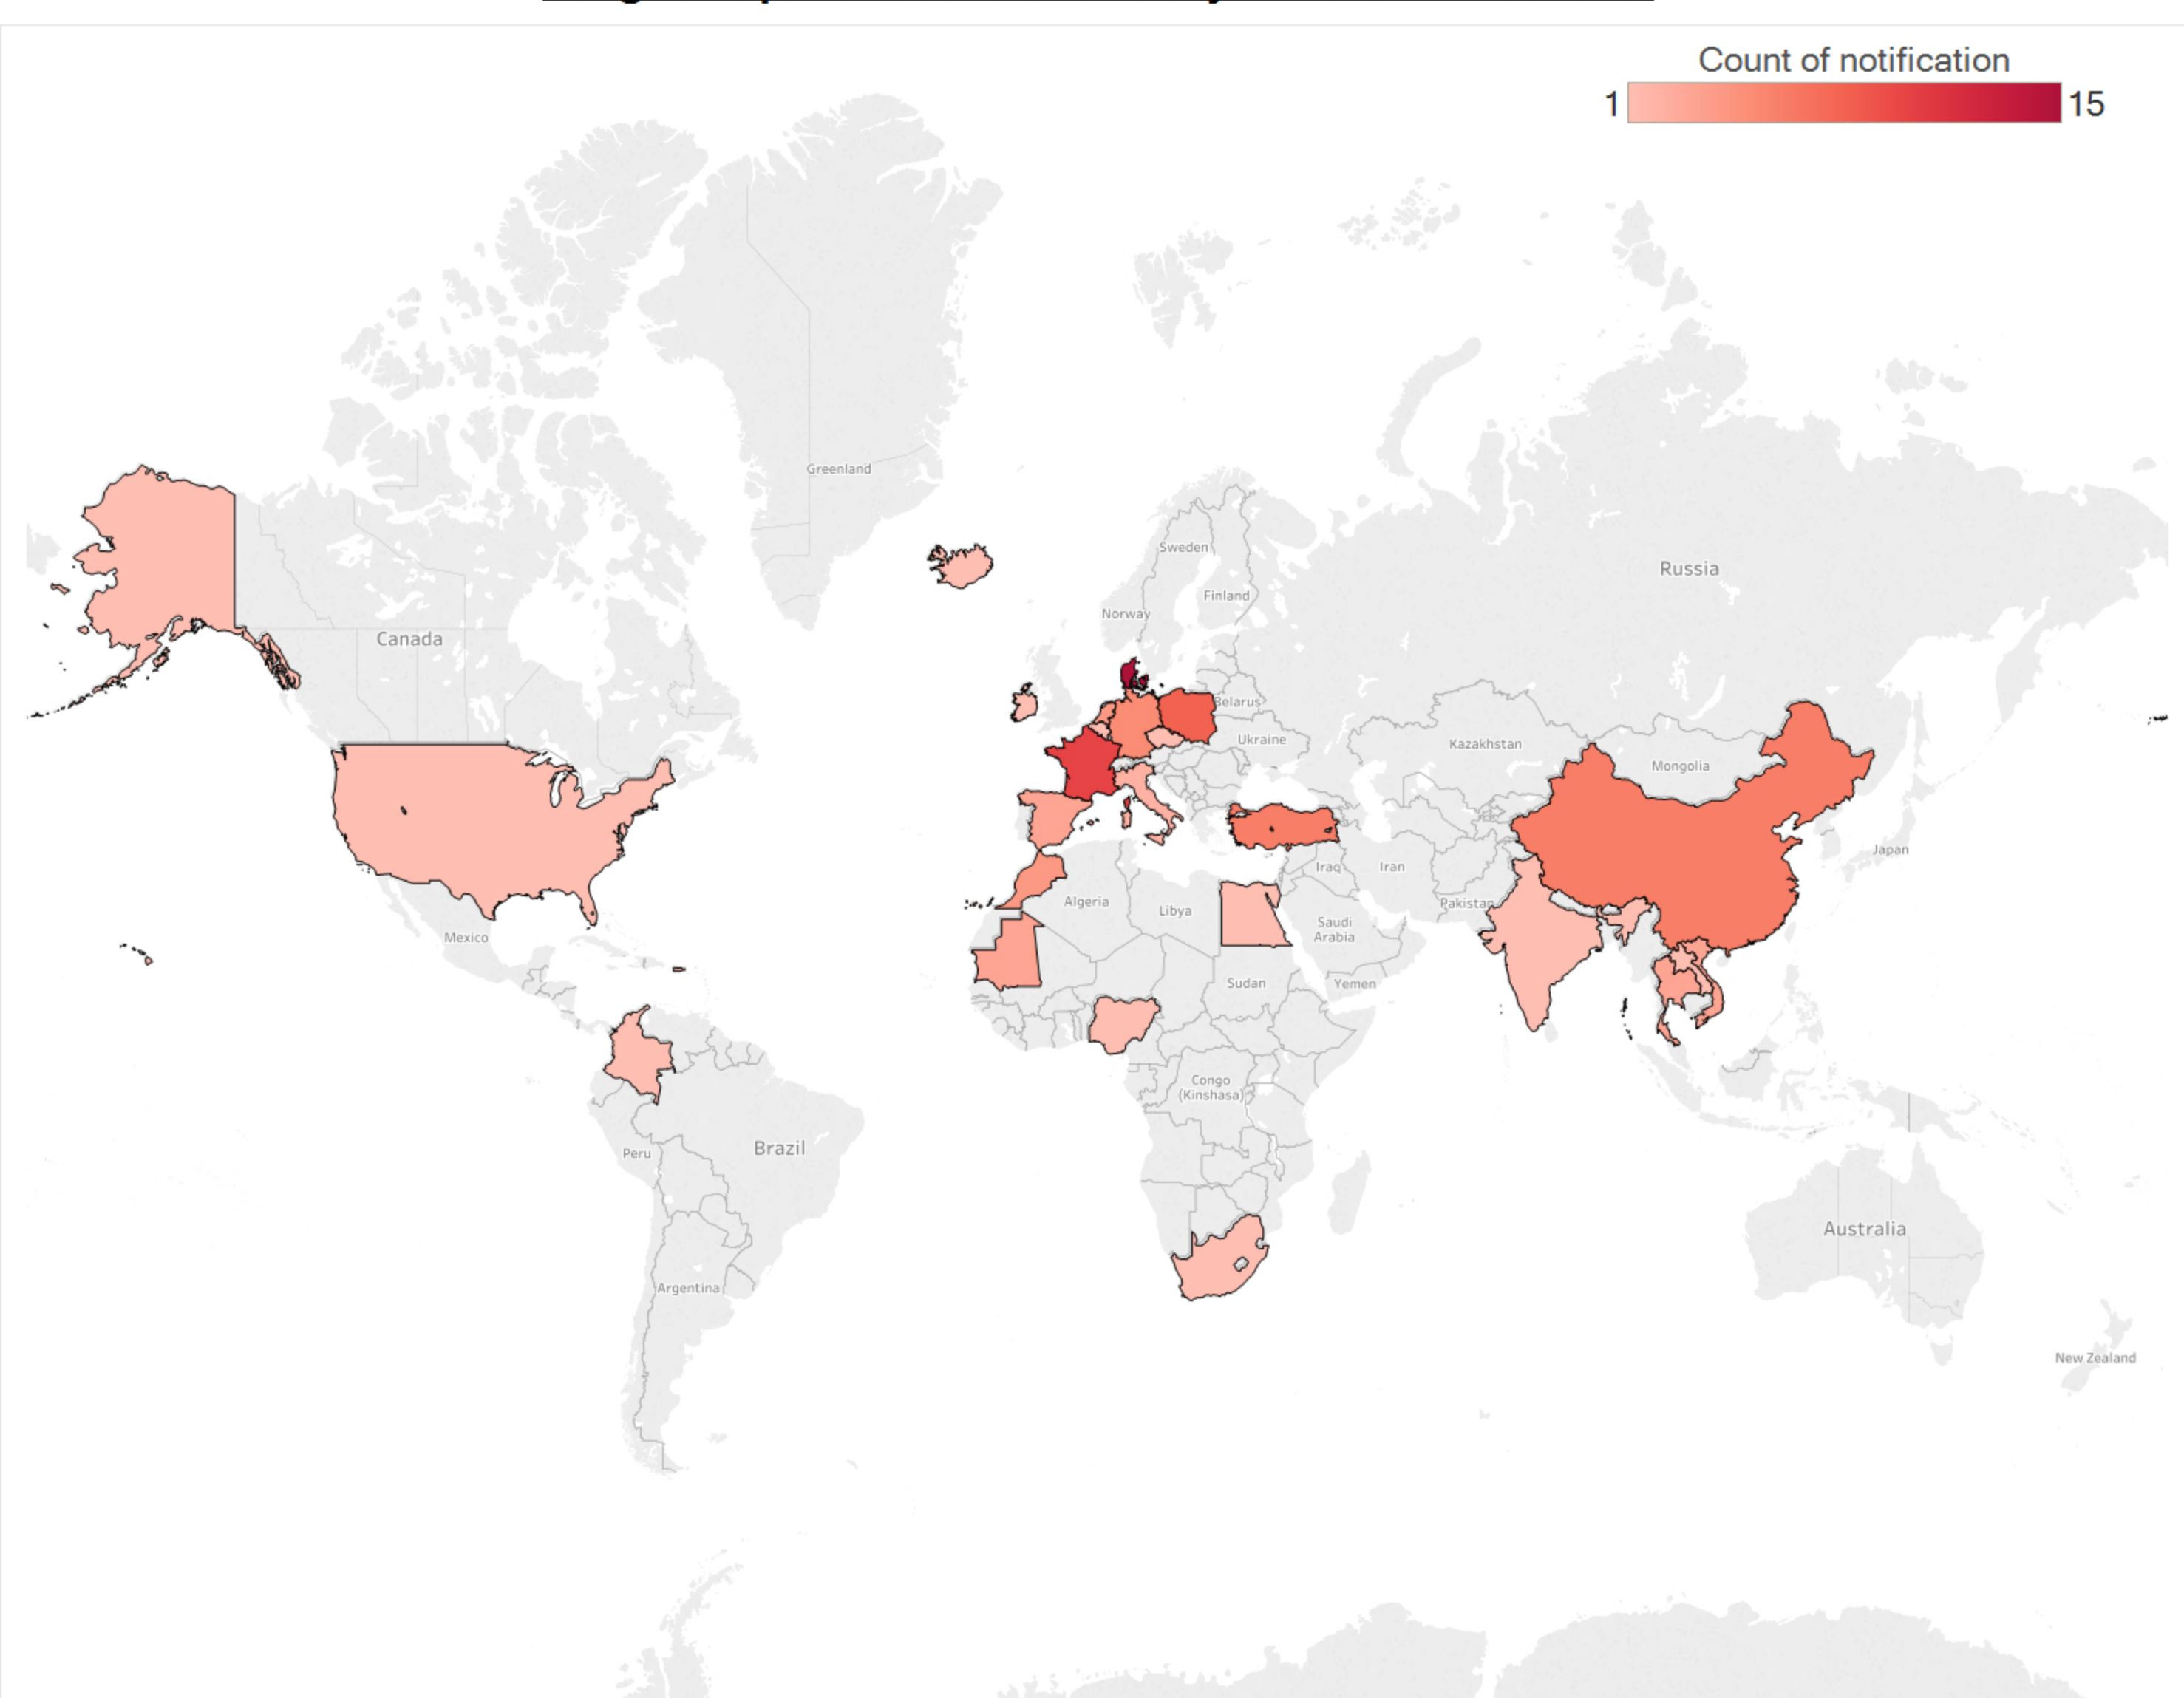 Count of notification
1 15
Greenland
Sweden
Russia
Finland
Norway
Canada
Belarus
Ukraine
Kazakhstan
Mongolia
Japan
Iraq
Iran
Algeria
Pakistan
Libya
Saudi
Arabia
Mexico
Sudan
Yemen
Congo
(Kinshasa)
Brazil
Peru
Australia
Argentina
New Zealand